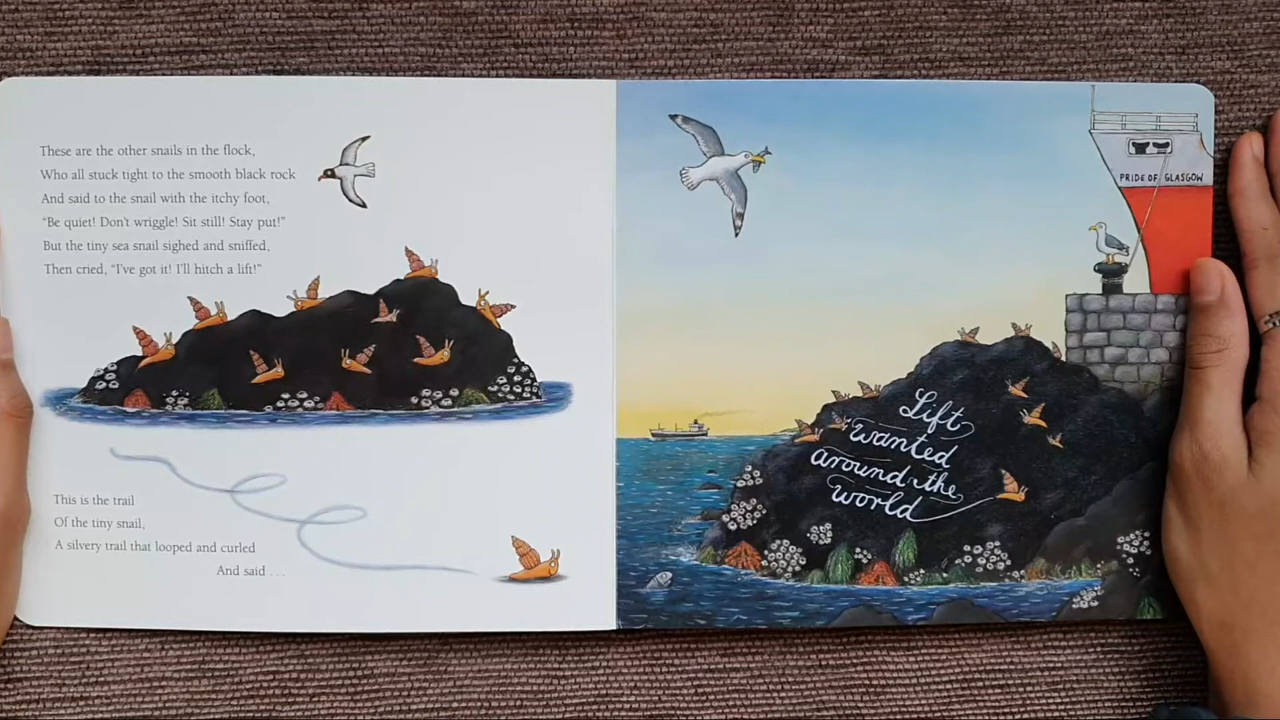 These are the other snails in the flock,
Who all stuck tight to the smooth black rock
And said to the snail with the itchy foot,
“Be quiet! Don’t wriggle! Sit still! Stay put!”
But the tiny sea snail sighed and sniffed,
Then cried, “I’ve got it! I’ll hitch a lift!”
This is the trail
Of the tiny snail,
A silvery trail that looped and curled
And said . . .
PRIDE OF GLASGOW
Lift
wanted
around the
world